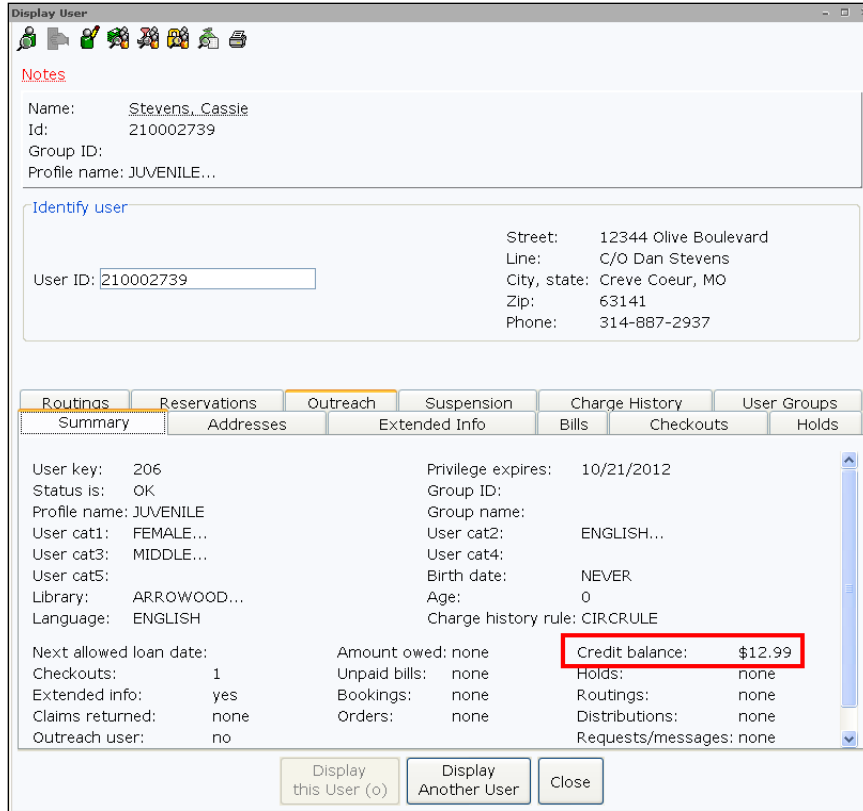 Display User
Notes
Name: Stevens, Cassie
Id: 210002739
Group ID:
Profile name: JUVENILE...
Identify user
User ID: 210002739
Street: 12344 Olive Boulevard
Line: C/O Dan Stevens
City, state: Creve Coeur, MO
Zip: 63141
Phone: 314-887-2937
Routings Reservations Outreach Suspension Charge History User Groups
Summary Addresses Extended Info Bills Checkouts Holds
User key: 206 Privilege expires: 10/21/2012
Status is: OK Group ID:
Profile name: JUVENILE Group name:
User cat1: FEMALE... User cat2: ENGLISH...
User cat3: MIDDLE... User cat4:
User cat5: Birth date: NEVER
Library: ARROWOOD... Age: 0
Language: ENGLISH Charge history rule: CIRCRULE
Next allowed loan date: Amount owed: none Credit balance: $12.99
Checkouts: 1 Unpaid bills: none Holds: none
Extended info: yes Bookings: none Routings: none
Claims returned: none Orders: none Distributions: none
Outreach user: no Requests/messages: none
Display this User (o)
Display Another User
Close